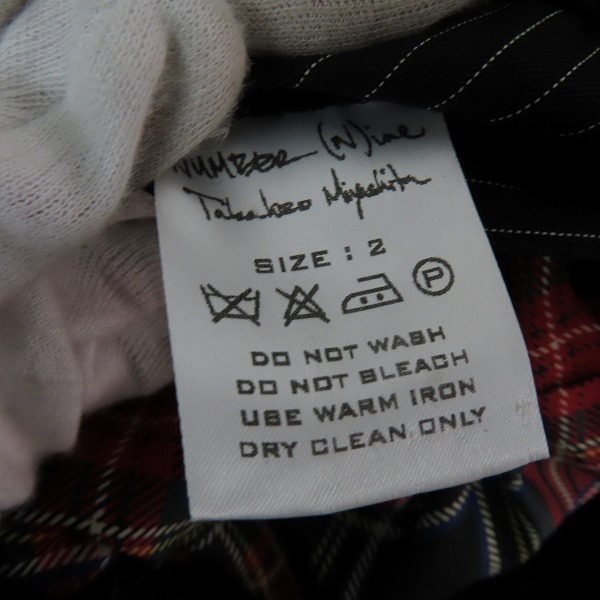 NUMBER (N)ine
Takahiro Miyashita
SIZE : 2
P
DO NOT WASH
DO NOT BLEACH
USE WARM IRON
DRY CLEAN ONLY